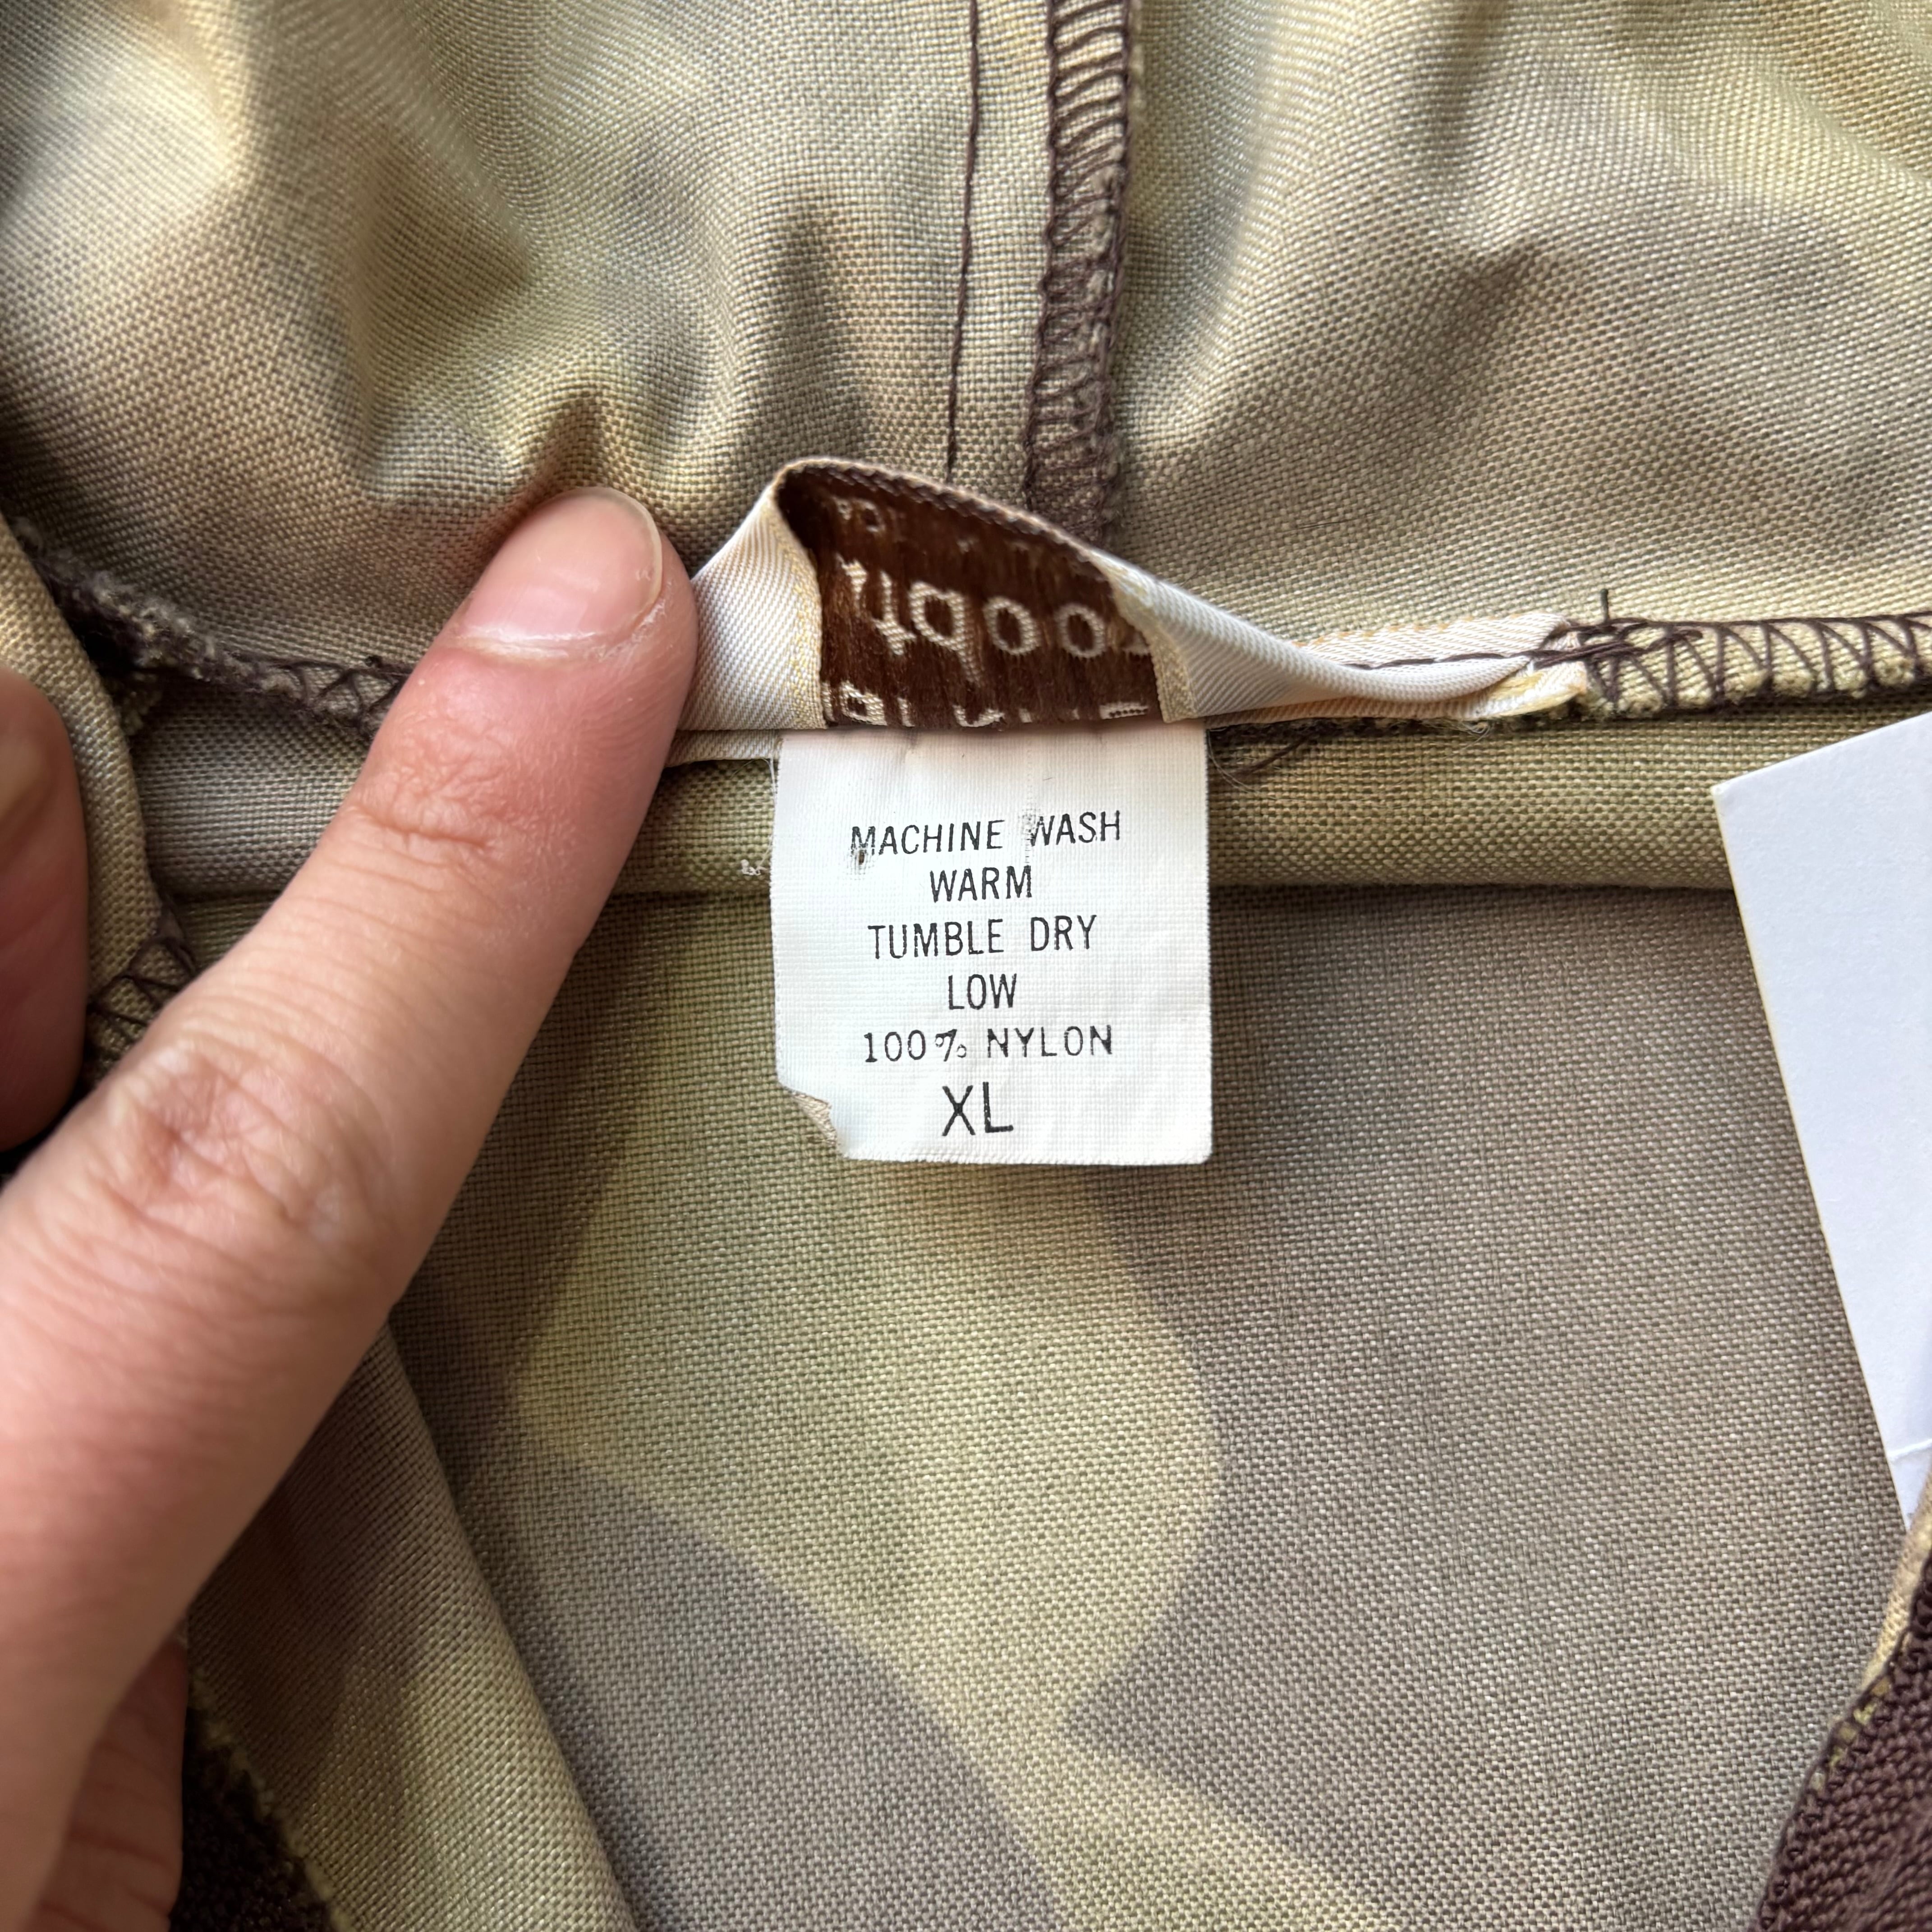 MACHINE WASH
WARM
TUMBLE DRY
LOW
100% NYLON
XL